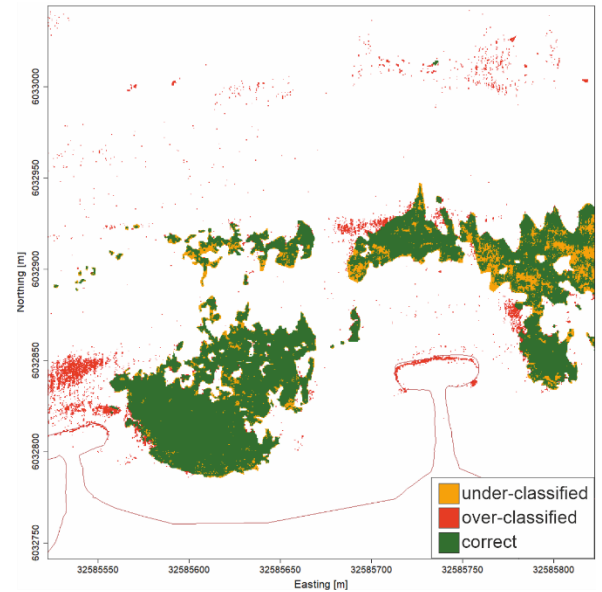 Northing [m]
6033000
6032950
6032900
6032850
6032800
6032750
under-classified
over-classified
correct
32585550
32585600
32585650
32585700
32585750
32585800
Easting [m]